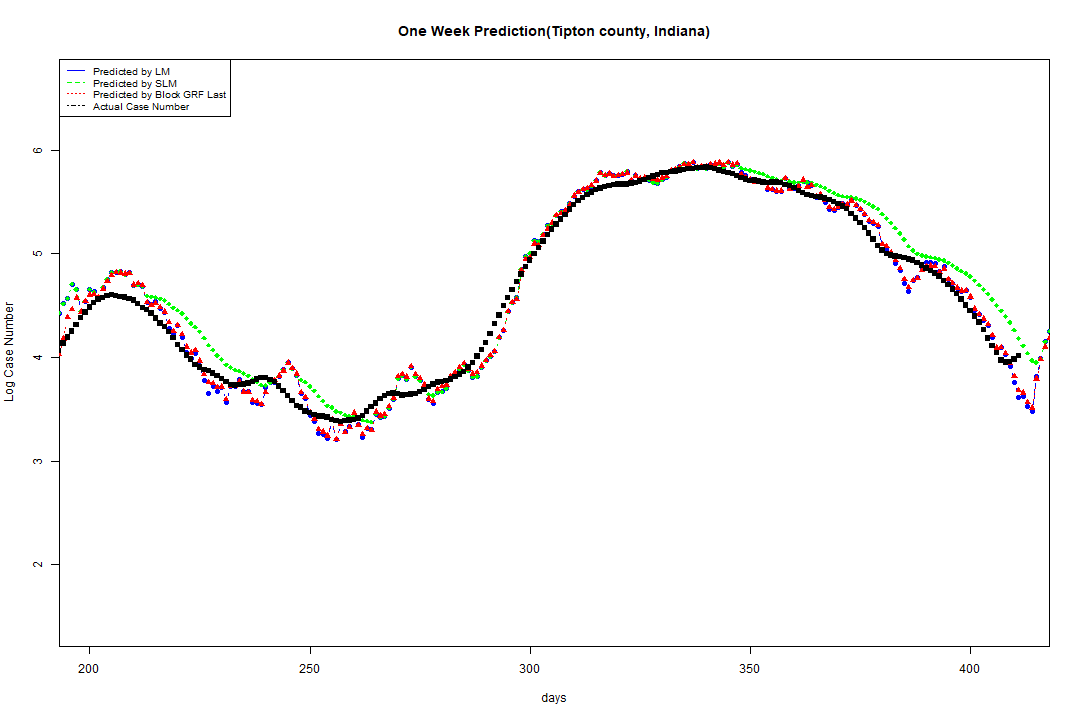 One Week Prediction(Tipton county, Indiana)
Predicted by LM
Predicted by SLM
Predicted by Block GRF Last
Actual Case Number
6
5
4
3
2
Log Case Number
200 250 300 350 400
days